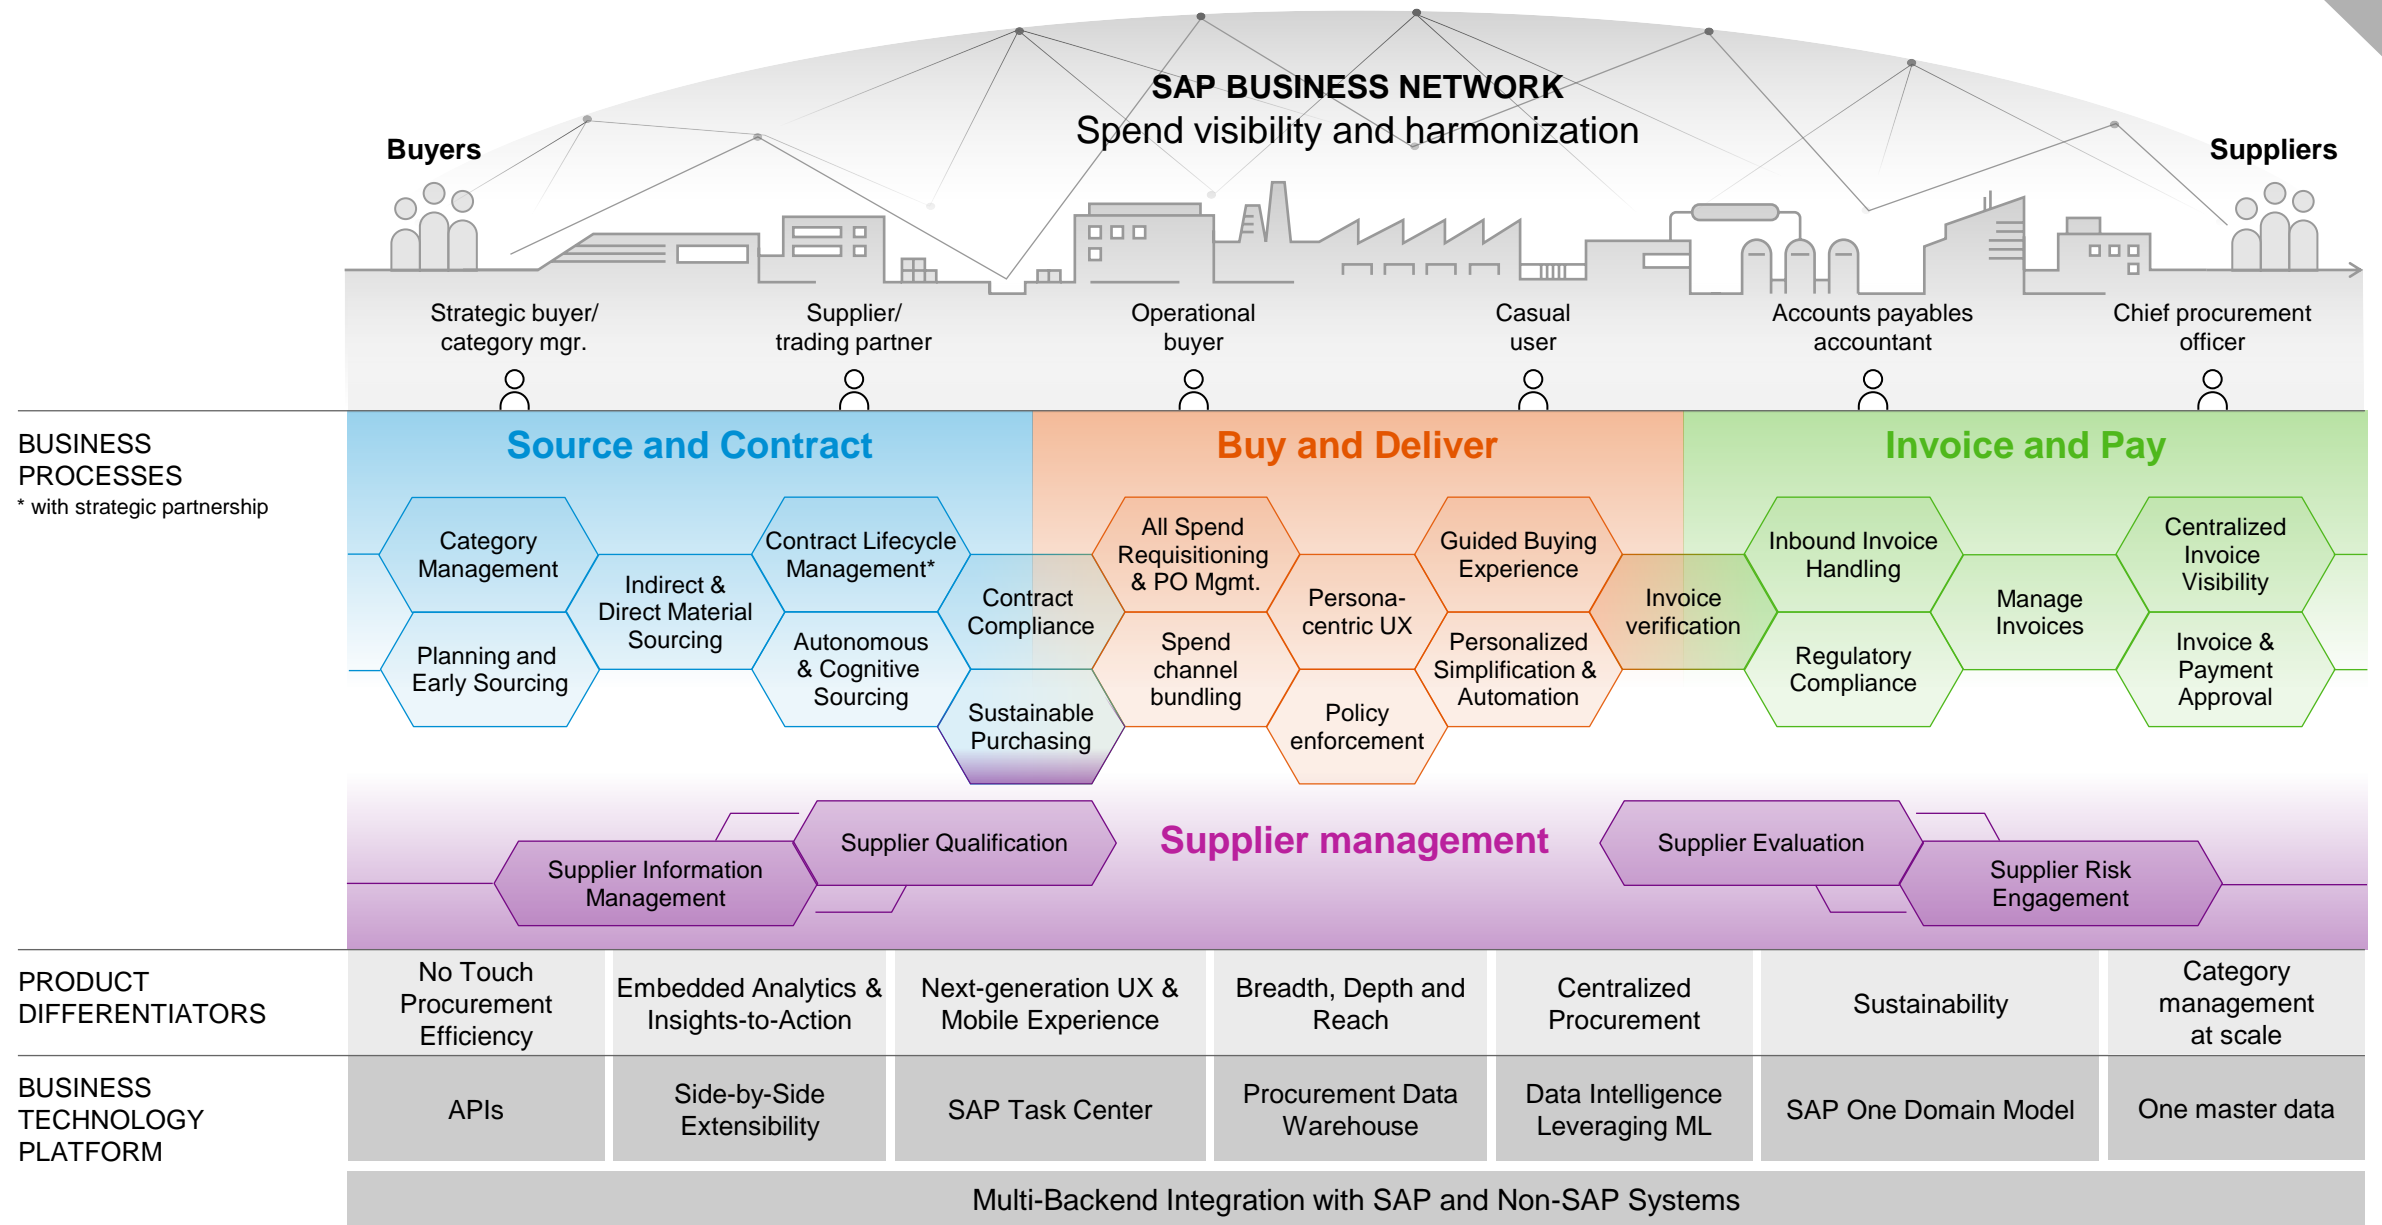 SAP BUSINESS NETWORK
Spend visibility and harmonization
Buyers
Suppliers
Strategic buyer/
category mgr.
Supplier/
trading partner
Operational
buyer
Casual
user
Accounts payables
accountant
Chief procurement
officer
BUSINESS
PROCESSES
* with strategic partnership
Source and Contract
Buy and Deliver
Invoice and Pay
Category
Management
Planning and
Early Sourcing
Indirect &
Direct Material
Sourcing
Contract Lifecycle
Management*
Autonomous
& Cognitive
Sourcing
Contract
Compliance
Sustainable
Purchasing
All Spend
Requisitioning
& PO Mgmt.
Spend
channel
bundling
Persona-
centric UX
Policy
enforcement
Guided Buying
Experience
Personalized
Simplification &
Automation
Invoice
verification
Inbound Invoice
Handling
Regulatory
Compliance
Manage
Invoices
Centralized
Invoice
Visibility
Invoice &
Payment
Approval
Supplier management
Supplier Information
Management
Supplier Qualification
Supplier Evaluation
Supplier Risk
Engagement
PRODUCT
DIFFERENTIATORS
No Touch
Procurement
Efficiency
Embedded Analytics &
Insights-to-Action
Next-generation UX &
Mobile Experience
Breadth, Depth and
Reach
Centralized
Procurement
Sustainability
Category
management
at scale
BUSINESS
TECHNOLOGY
PLATFORM
APIs
Side-by-Side
Extensibility
SAP Task Center
Procurement Data
Warehouse
Data Intelligence
Leveraging ML
SAP One Domain Model
One master data
Multi-Backend Integration with SAP and Non-SAP Systems